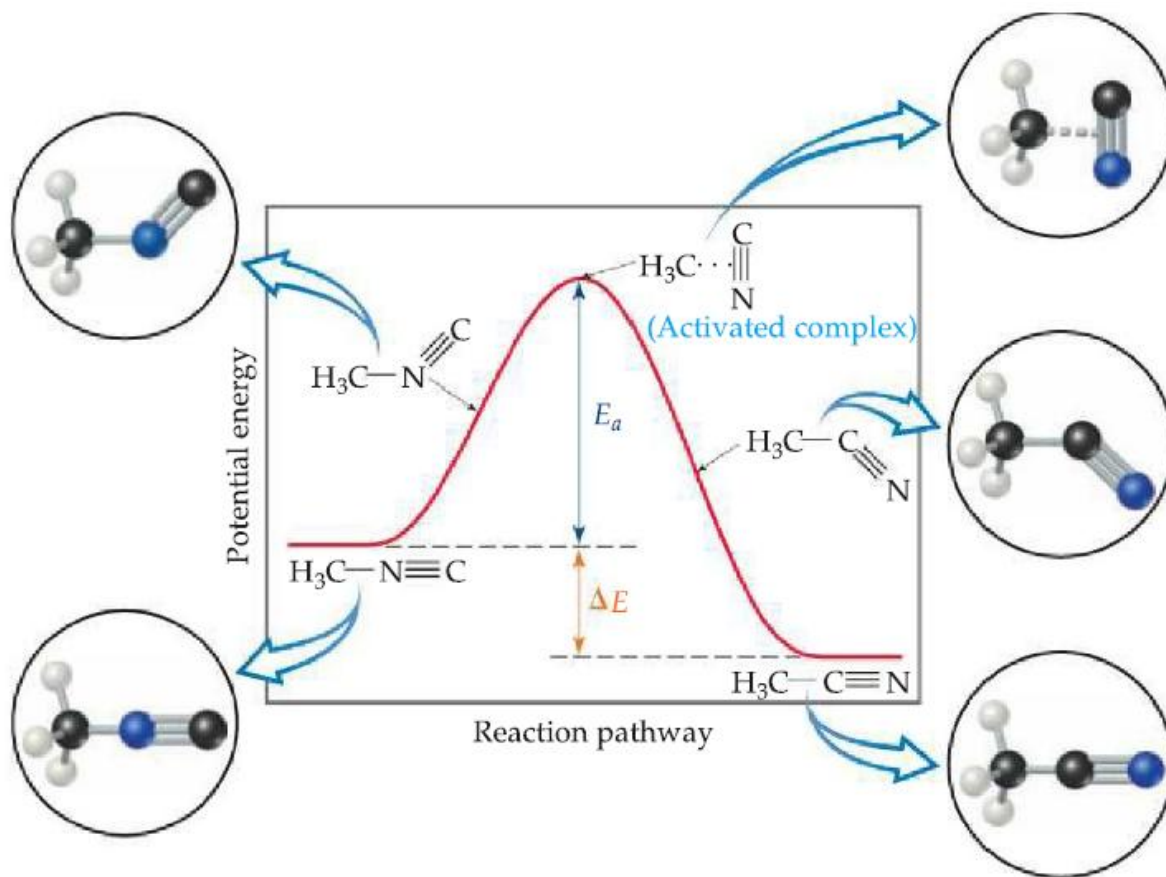 C
H₃C···
N
(Activated complex)
C
H₃C—N
Eₐ
H₃C—C
N
Potential energy
H₃C—N≡C
ΔE
H₃C—C≡N
Reaction pathway